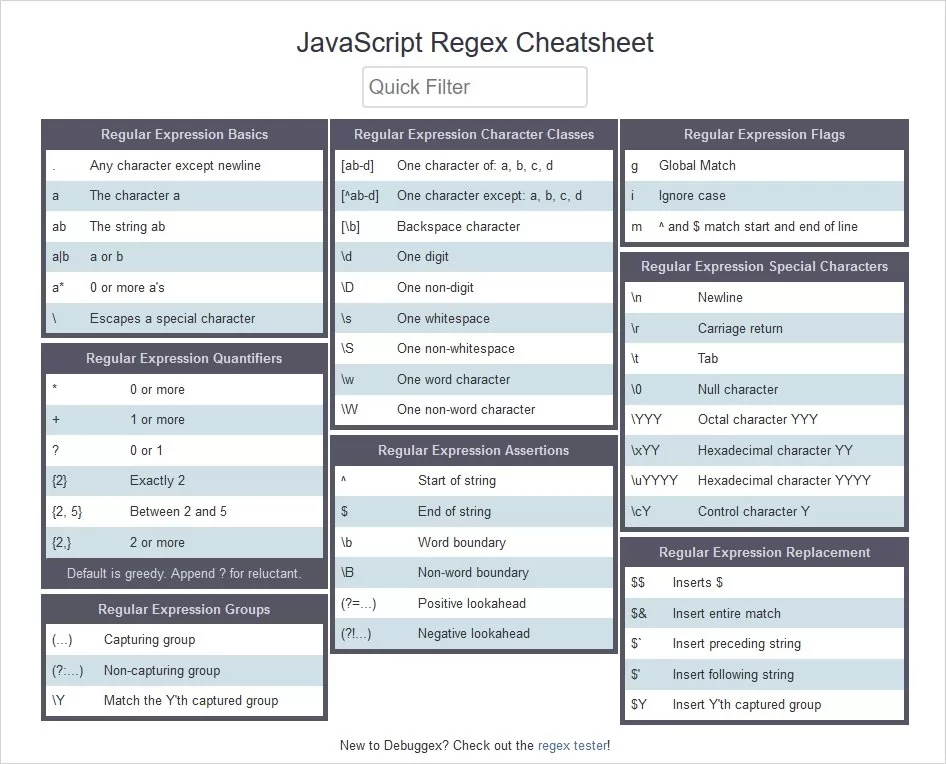 JavaScript Regex Cheatsheet
Quick Filter
Regular Expression Basics
. Any character except newline
a The character a
ab The string ab
a|b a or b
a* 0 or more a's
\ Escapes a special character
Regular Expression Quantifiers
* 0 or more
+ 1 or more
? 0 or 1
{2} Exactly 2
{2, 5} Between 2 and 5
{2,} 2 or more
Default is greedy. Append ? for reluctant.
Regular Expression Groups
(...) Capturing group
(?:...) Non-capturing group
\Y Match the Y'th captured group
Regular Expression Character Classes
[ab-d] One character of: a, b, c, d
[^ab-d] One character except: a, b, c, d
[\b] Backspace character
\d One digit
\D One non-digit
\s One whitespace
\S One non-whitespace
\w One word character
\W One non-word character
Regular Expression Assertions
^ Start of string
$ End of string
\b Word boundary
\B Non-word boundary
(?=...) Positive lookahead
(?!...) Negative lookahead
Regular Expression Flags
g Global Match
i Ignore case
m ^ and $ match start and end of line
Regular Expression Special Characters
\n Newline
\r Carriage return
\t Tab
\0 Null character
\YYY Octal character YYY
\xYY Hexadecimal character YY
\uYYYY Hexadecimal character YYYY
\cY Control character Y
Regular Expression Replacement
$$ Inserts $
$& Insert entire match
$` Insert preceding string
$' Insert following string
$Y Insert Y'th captured group
New to Debuggex? Check out the regex tester!